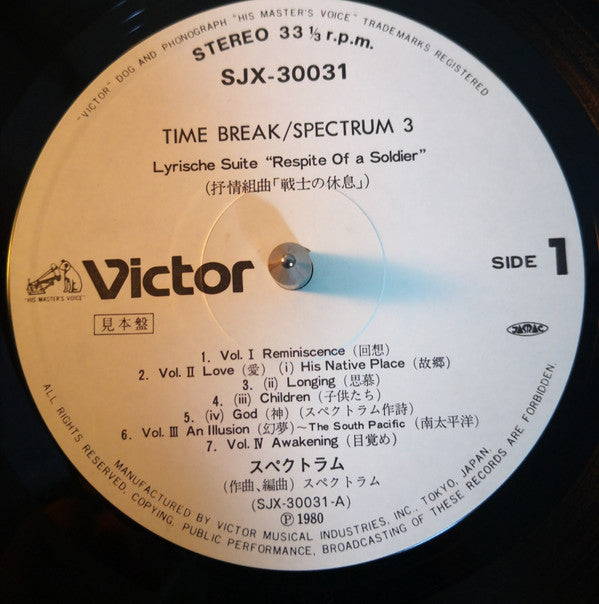 "VICTOR" DOG AND PHONOGRAPH "HIS MASTER'S VOICE" TRADEMARKS REGISTERED
STEREO 33 1/3 r.p.m.
SJX-30031
TIME BREAK/SPECTRUM 3
Lyrische Suite "Respite Of a Soldier"
(抒情組曲「戦士の休息」)
"HIS MASTER'S VOICE"
Victor
SIDE 1
見本盤
JASRAC
1. Vol. I Reminiscence (回想)
2. Vol. II Love (愛) (i) His Native Place (故郷)
3. (ii) Longing (思慕)
4. (iii) Children (子供たち)
5. (iv) God (神) (スペクトラム作詩)
6. Vol. III An Illusion (幻夢)~The South Pacific (南太平洋)
7. Vol. IV Awakening (目覚め)
スペクトラム
(作曲、編曲) スペクトラム
(SJX-30031-A)
Ⓟ 1980
MANUFACTURED BY VICTOR MUSICAL INDUSTRIES, INC., TOKYO, JAPAN.
ALL RIGHTS RESERVED. COPYING, PUBLIC PERFORMANCE, BROADCASTING OF THESE RECORDS ARE FORBIDDEN.